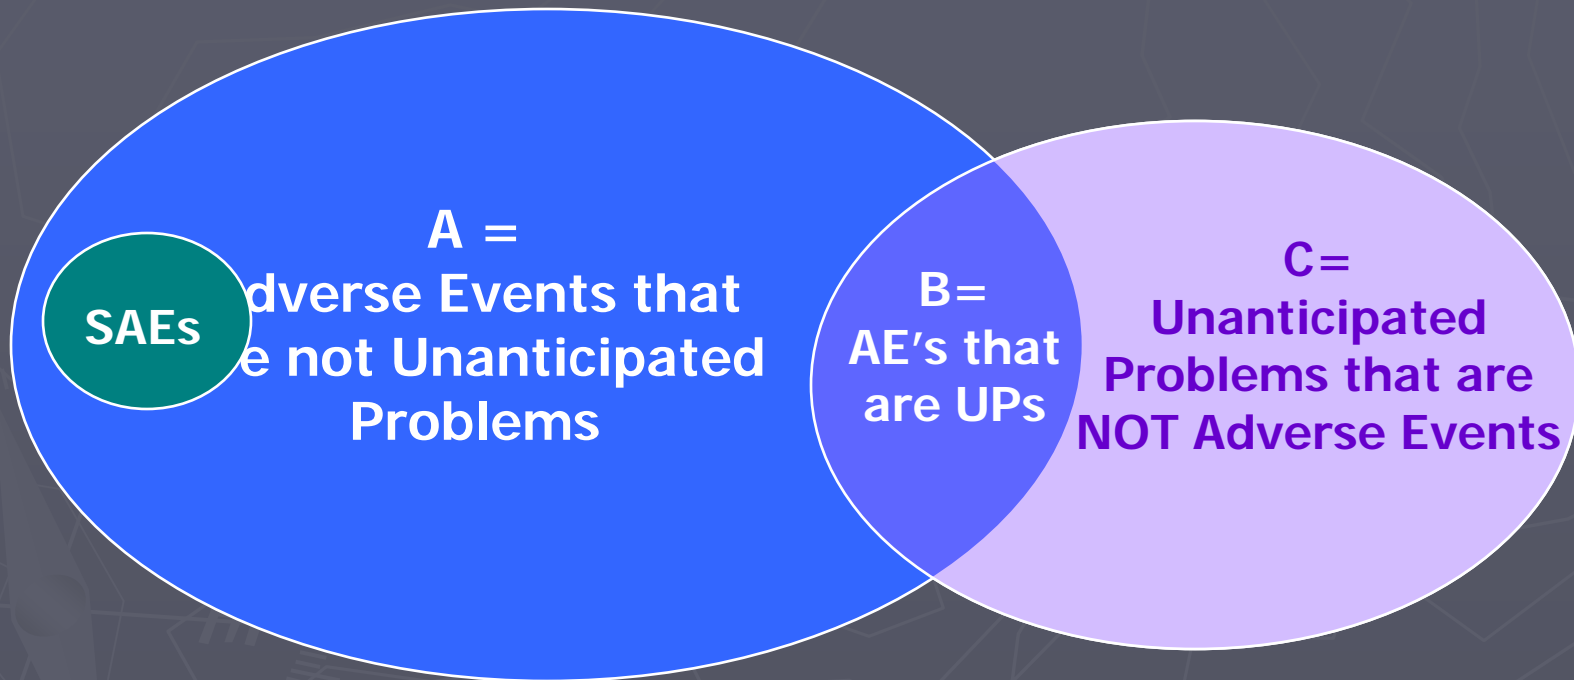 A =
dverse Events that
e not Unanticipated
Problems
SAEs
B=
AE’s that
are UPs
C=
Unanticipated
Problems that are
NOT Adverse Events